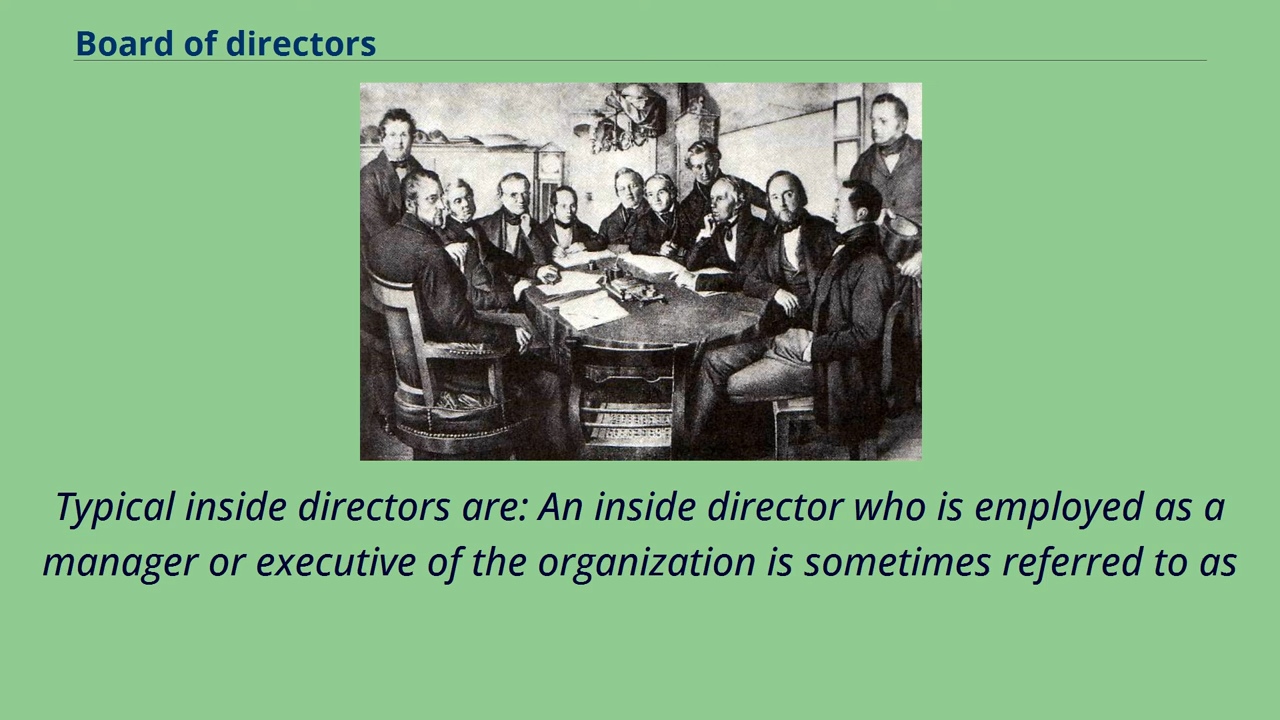 Board of directors
Typical inside directors are: An inside director who is employed as a
manager or executive of the organization is sometimes referred to as